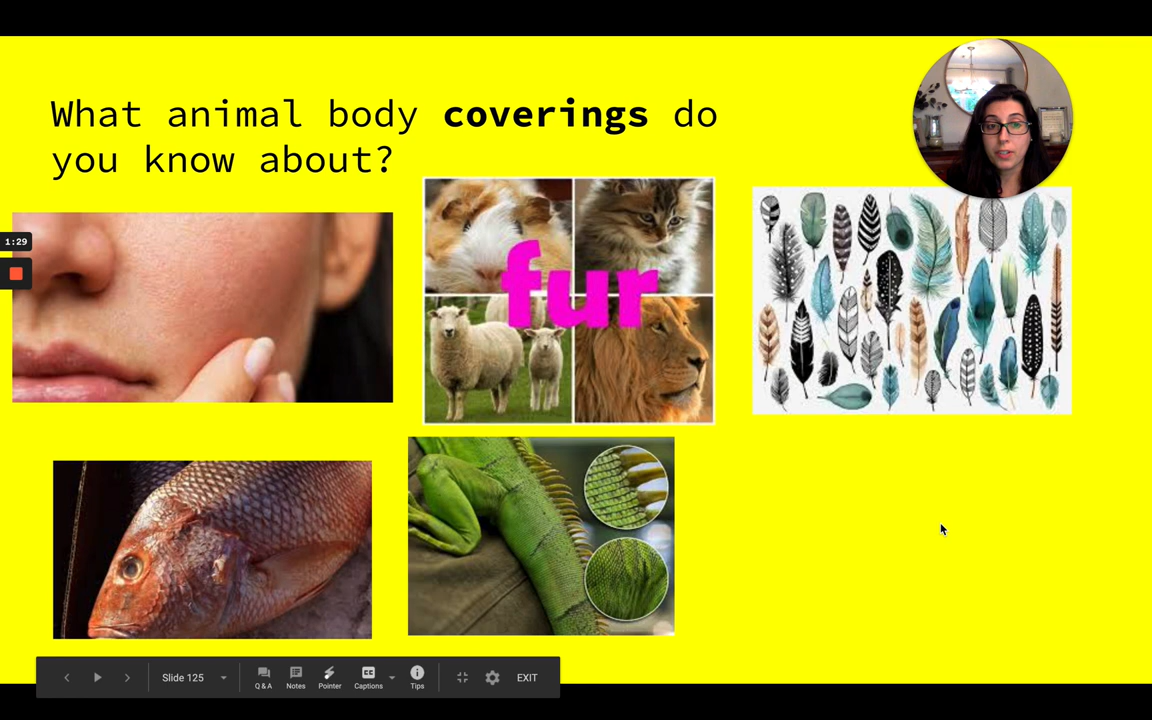 What animal body coverings do
you know about?
1:29
fur
Slide 125
Q & A
Notes
Pointer
Captions
Tips
EXIT